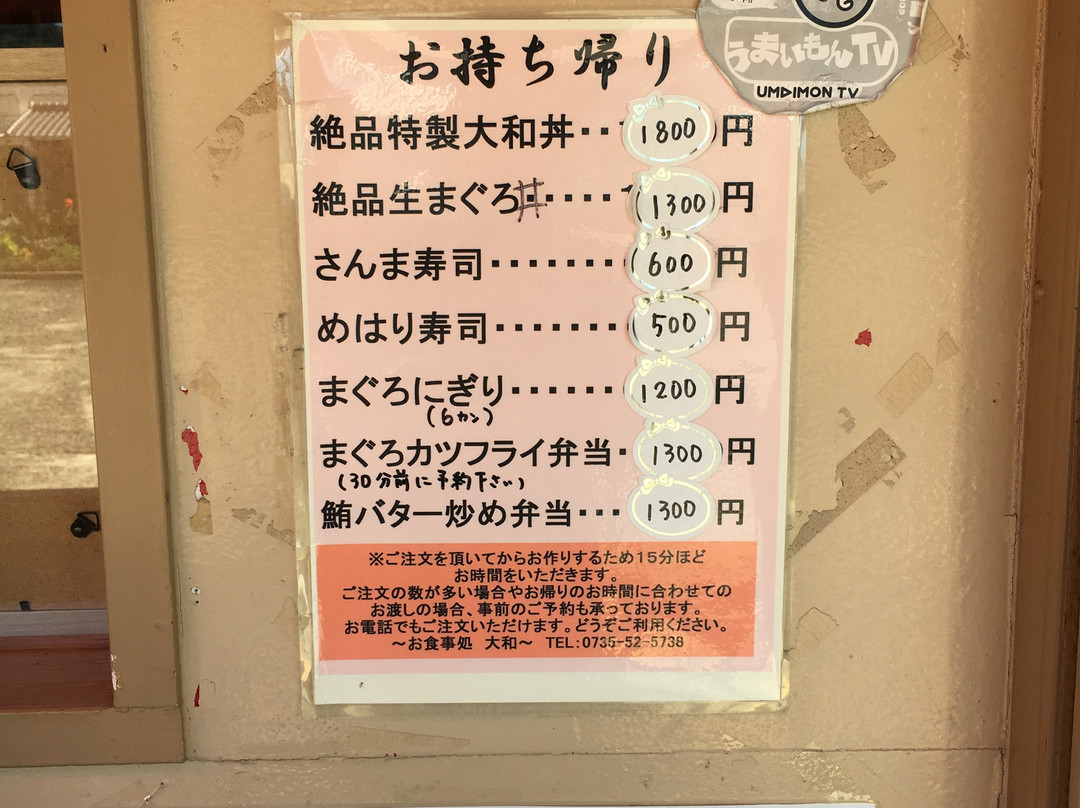 うまいもんTV
UMAIMON TV
お持ち帰り
絶品特製大和丼‥‥1800円
絶品生まぐろ丼‥‥1300円
さんま寿司‥‥‥‥600円
めはり寿司‥‥‥‥500円
まぐろにぎり‥‥‥1200円
(6カン)
まぐろカツフライ弁当・1300円
(30分前に予約下さい)
鮪バター炒め弁当・・・1300円
※ご注文を頂いてからお作りするため15分ほど
お時間をいただきます。
ご注文の数が多い場合やお帰りのお時間に合わせての
お渡しの場合、事前のご予約も承っております。
お電話でもご注文いただけます。どうぞご利用ください。
～お食事処 大和～ TEL:0735-52-5738